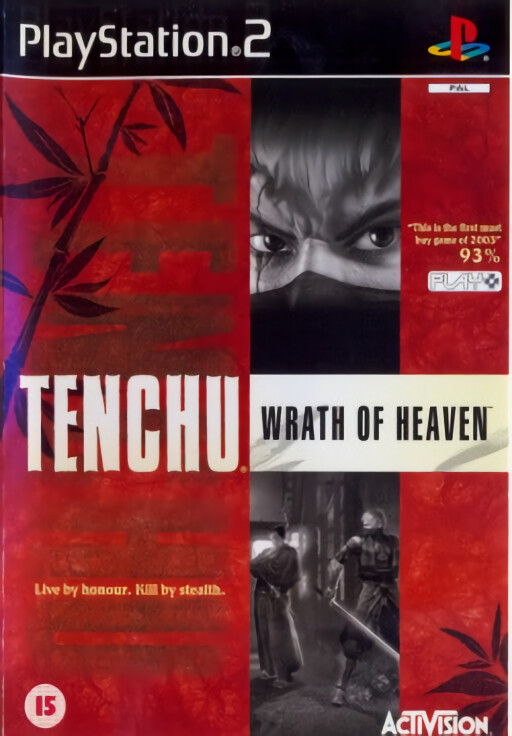 PlayStation.2
PAL
"This is the first must
buy game of 2003"
93%
PLAY
TENCHU
WRATH OF HEAVEN™
Live by honour. Kill by stealth.
15
ACTIVISION